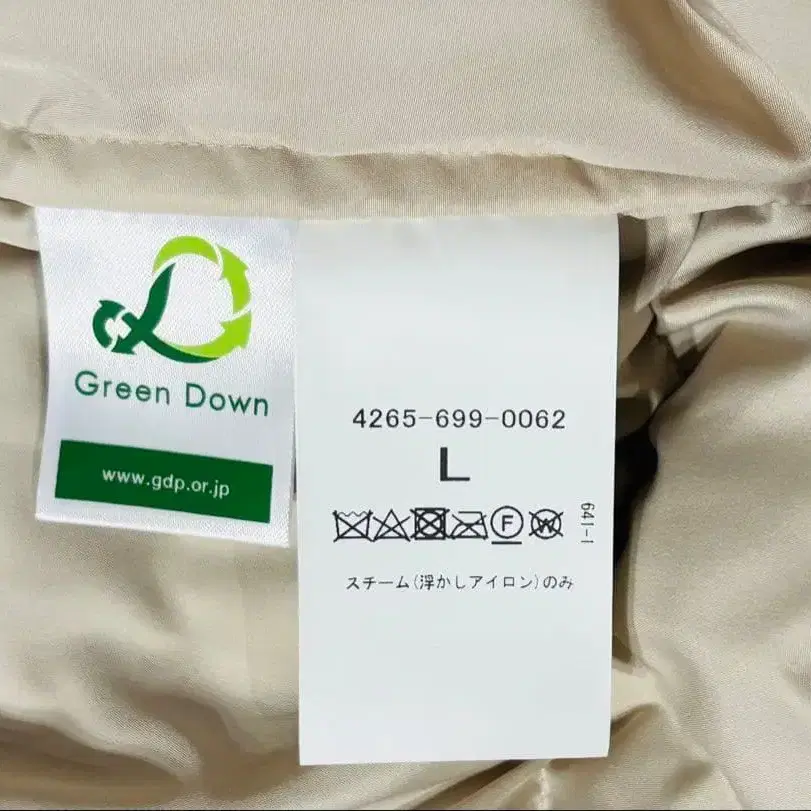 Green Down
www.gdp.or.jp
4265-699-0062
L
F
W
641-1
スチーム(浮かしアイロン)のみ